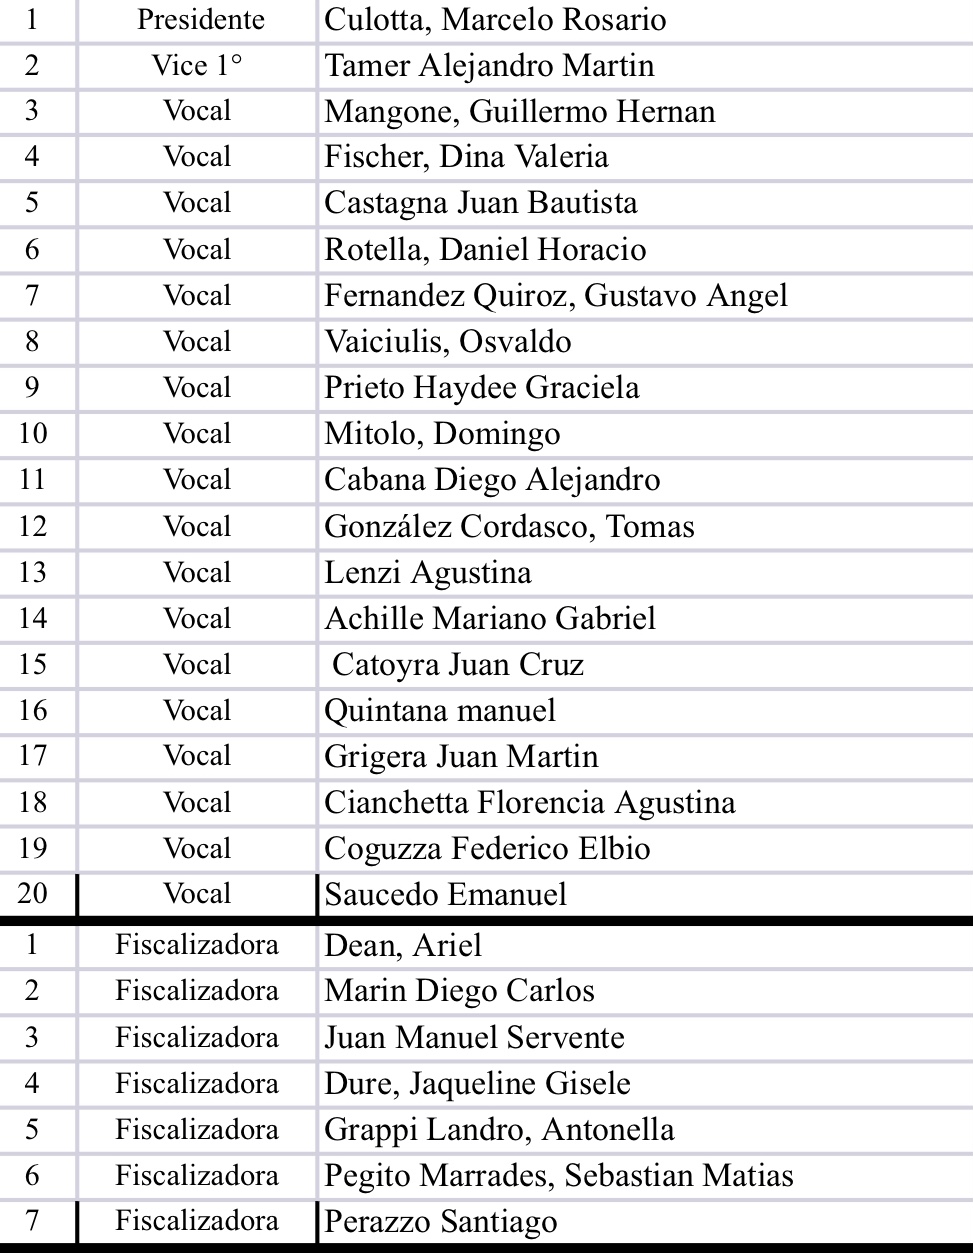 1 Presidente Culotta, Marcelo Rosario
2 Vice 1° Tamer Alejandro Martin
3 Vocal Mangone, Guillermo Hernan
4 Vocal Fischer, Dina Valeria
5 Vocal Castagna Juan Bautista
6 Vocal Rotella, Daniel Horacio
7 Vocal Fernandez Quiroz, Gustavo Angel
8 Vocal Vaiciulis, Osvaldo
9 Vocal Prieto Haydee Graciela
10 Vocal Mitolo, Domingo
11 Vocal Cabana Diego Alejandro
12 Vocal González Cordasco, Tomas
13 Vocal Lenzi Agustina
14 Vocal Achille Mariano Gabriel
15 Vocal Catoyra Juan Cruz
16 Vocal Quintana manuel
17 Vocal Grigera Juan Martin
18 Vocal Cianchetta Florencia Agustina
19 Vocal Coguzza Federico Elbio
20 Vocal Saucedo Emanuel
1 Fiscalizadora Dean, Ariel
2 Fiscalizadora Marin Diego Carlos
3 Fiscalizadora Juan Manuel Servente
4 Fiscalizadora Dure, Jaqueline Gisele
5 Fiscalizadora Grappi Landro, Antonella
6 Fiscalizadora Pegito Marrades, Sebastian Matias
7 Fiscalizadora Perazzo Santiago